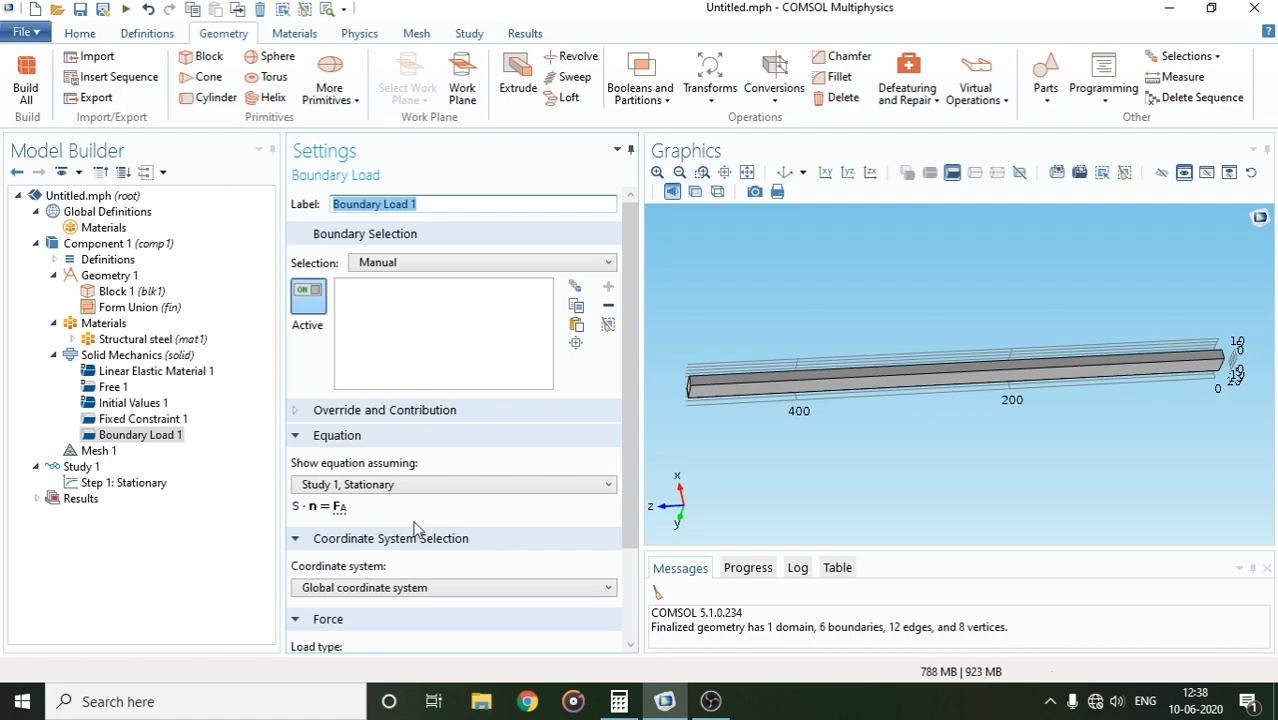 Untitled.mph - COMSOL Multiphysics
File Home Definitions Geometry Materials Physics Mesh Study Results
Build All
Build
Import
Insert Sequence
Export
Import/Export
Block
Cone
Cylinder
Sphere
Torus
Helix
More Primitives
Primitives
Select Work Plane
Work Plane
Work Plane
Extrude
Revolve
Sweep
Loft
Booleans and Partitions
Transforms
Conversions
Chamfer
Fillet
Delete
Defeaturing and Repair
Virtual Operations
Operations
Parts
Programming
Selections
Measure
Delete Sequence
Other
Model Builder
Untitled.mph (root)
Global Definitions
Materials
Component 1 (comp1)
Definitions
Geometry 1
Block 1 (blk1)
Form Union (fin)
Materials
Structural steel (mat1)
Solid Mechanics (solid)
Linear Elastic Material 1
Free 1
Initial Values 1
Fixed Constraint 1
Boundary Load 1
Mesh 1
Study 1
Step 1: Stationary
Results
Settings
Boundary Load
Label: Boundary Load 1
Boundary Selection
Selection: Manual
ON
Active
Override and Contribution
Equation
Show equation assuming:
Study 1, Stationary
S · n = FA
Coordinate System Selection
Coordinate system:
Global coordinate system
Force
Load type:
Graphics
xy yz zx
400
200
0
x
z
y
Messages Progress Log Table
COMSOL 5.1.0.234
Finalized geometry has 1 domain, 6 boundaries, 12 edges, and 8 vertices.
788 MB | 923 MB
Search here
ENG
12:38
10-06-2020
1